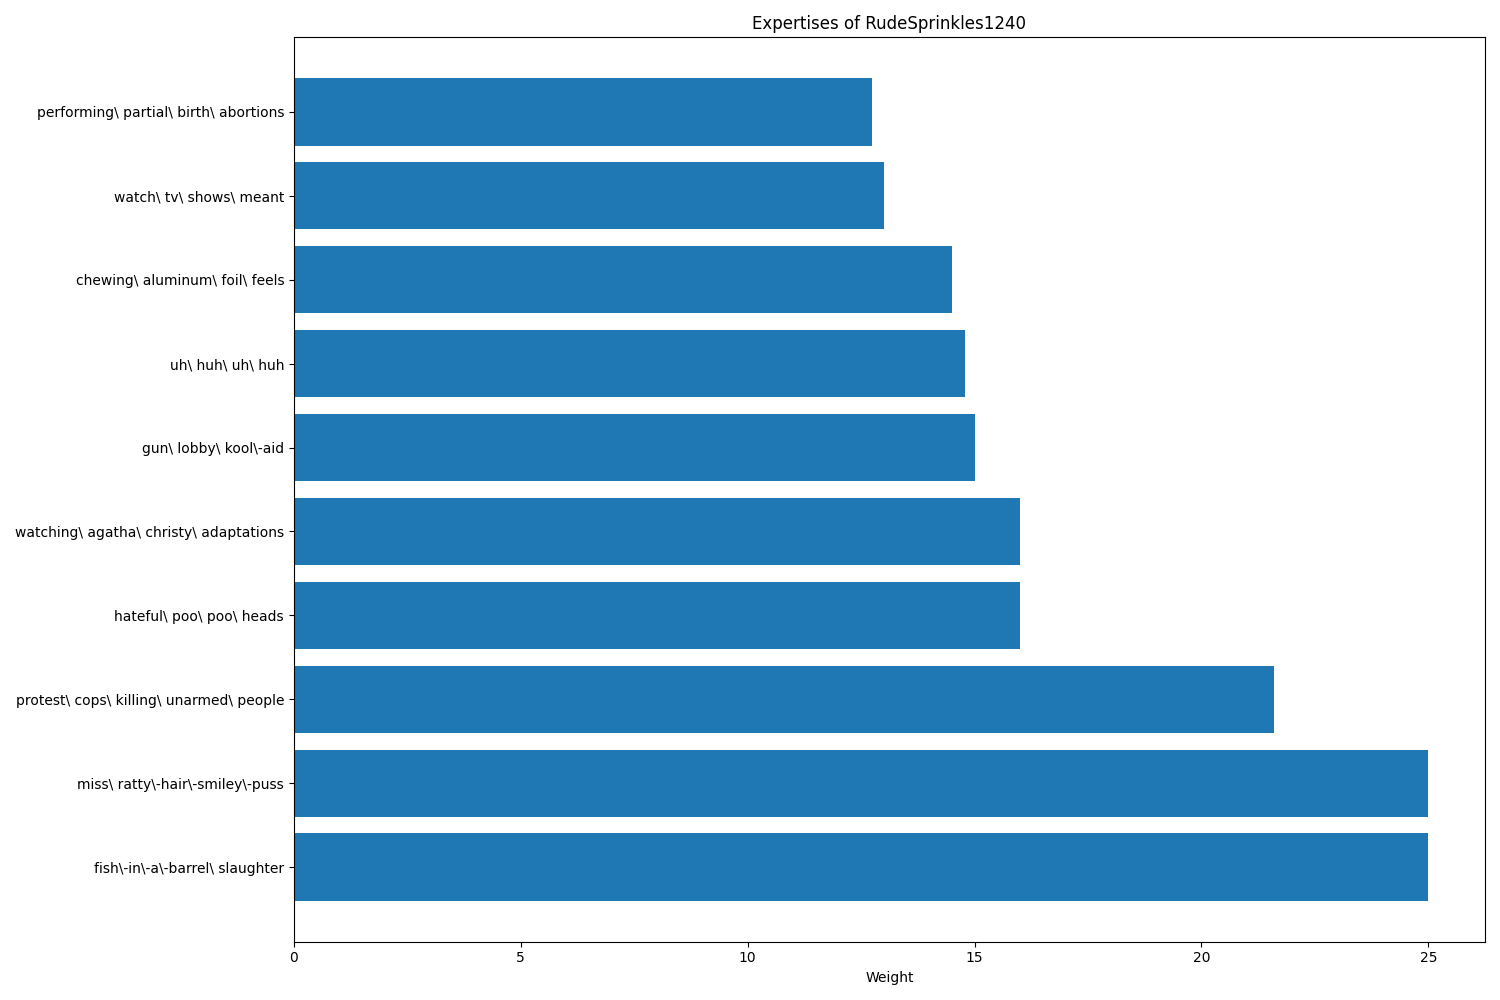 Expertises of RudeSprinkles1240
performing\ partial\ birth\ abortions
watch\ tv\ shows\ meant
chewing\ aluminum\ foil\ feels
uh\ huh\ uh\ huh
gun\ lobby\ kool\-aid
watching\ agatha\ christy\ adaptations
hateful\ poo\ poo\ heads
protest\ cops\ killing\ unarmed\ people
miss\ ratty\-hair\-smiley\-puss
fish\-in\-a\-barrel\ slaughter
0 5 10 15 20 25
Weight